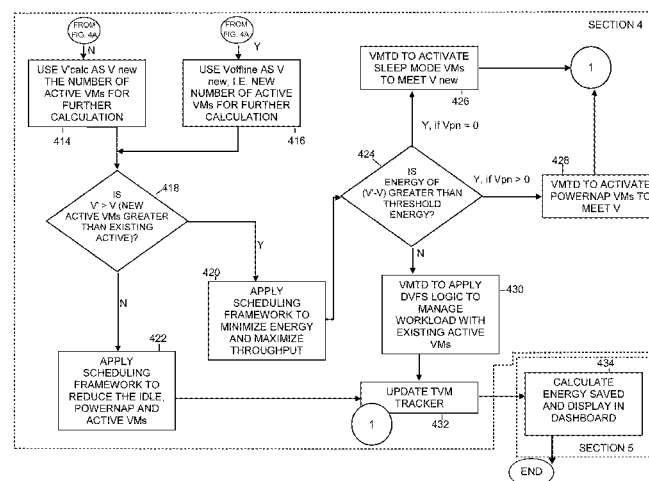 FROM
FIG. 4A
N
FROM
FIG. 4A
Y
SECTION 4
USE V'calc AS V new
THE NUMBER OF
ACTIVE VMs FOR
FURTHER
CALCULATION
414
USE Voffline AS V
new, I.E. NEW
NUMBER OF ACTIVE
VMs FOR FURTHER
CALCULATION
416
VMTD TO ACTIVATE
SLEEP MODE VMs
TO MEET V new
426
1
Y, if Vpn = 0
424
IS
ENERGY OF
(V'-V) GREATER THAN
THRESHOLD
ENERGY?
Y, if Vpn > 0
428
VMTD TO ACTIVATE
POWERNAP VMs TO
MEET V
IS
V' > V (NEW
ACTIVE VMs GREATER
THAN EXISTING
ACTIVE)?
418
Y
N
N
420
APPLY
SCHEDULING
FRAMEWORK TO
MINIMIZE ENERGY
AND MAXIMIZE
THROUGHPUT
VMTD TO APPLY
DVFS LOGIC TO
MANAGE
WORKLOAD WITH
EXISTING ACTIVE
VMs
430
422
APPLY
SCHEDULING
FRAMEWORK TO
REDUCE THE IDLE,
POWERNAP AND
ACTIVE VMs
UPDATE TVM
TRACKER
432
1
434
CALCULATE
ENERGY SAVED
AND DISPLAY IN
DASHBOARD
SECTION 5
END